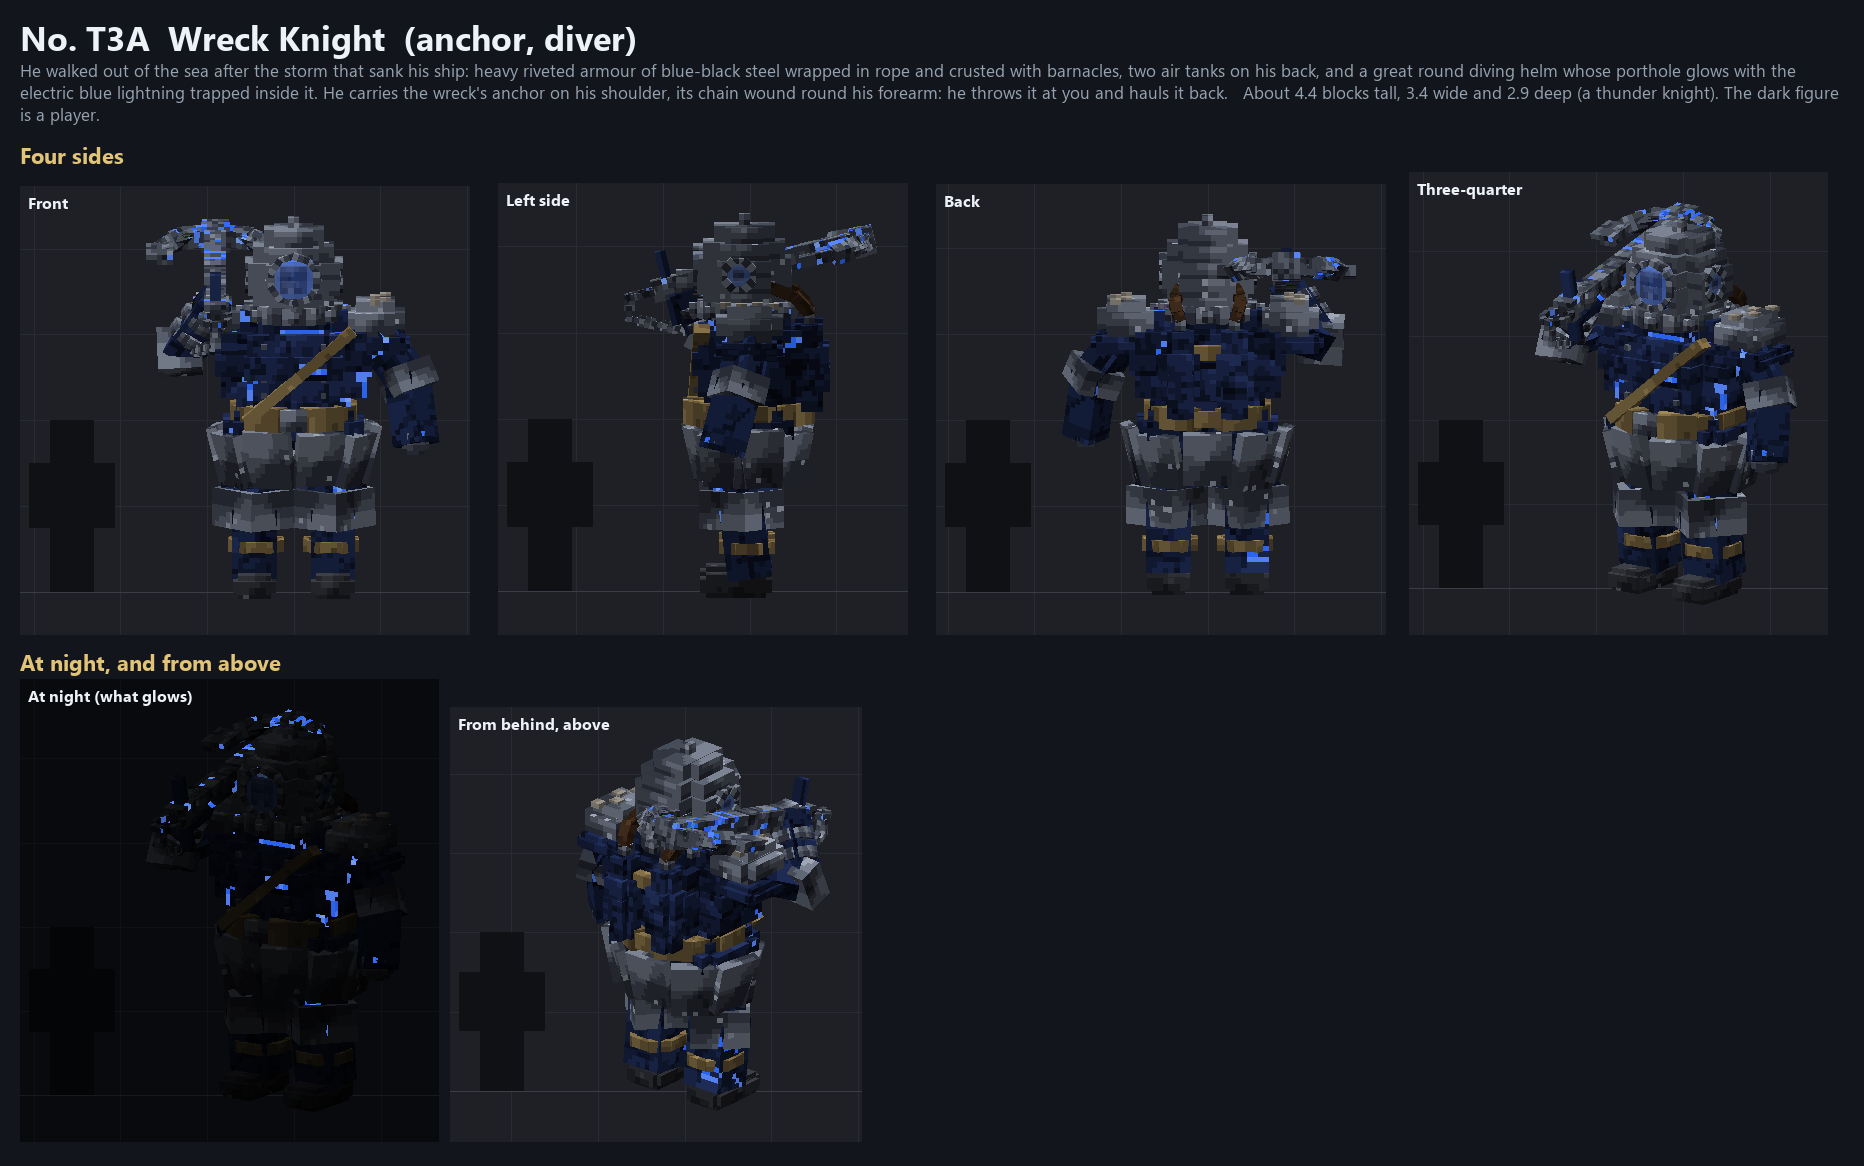 No. T3A  Wreck Knight  (anchor, diver)
He walked out of the sea after the storm that sank his ship: heavy riveted armour of blue-black steel wrapped in rope and crusted with barnacles, two air tanks on his back, and a great round diving helm whose porthole glows with the
electric blue lightning trapped inside it. He carries the wreck's anchor on his shoulder, its chain wound round his forearm: he throws it at you and hauls it back.   About 4.4 blocks tall, 3.4 wide and 2.9 deep (a thunder knight). The dark figure
is a player.
Four sides
Front
Left side
Back
Three-quarter
At night, and from above
At night (what glows)
From behind, above